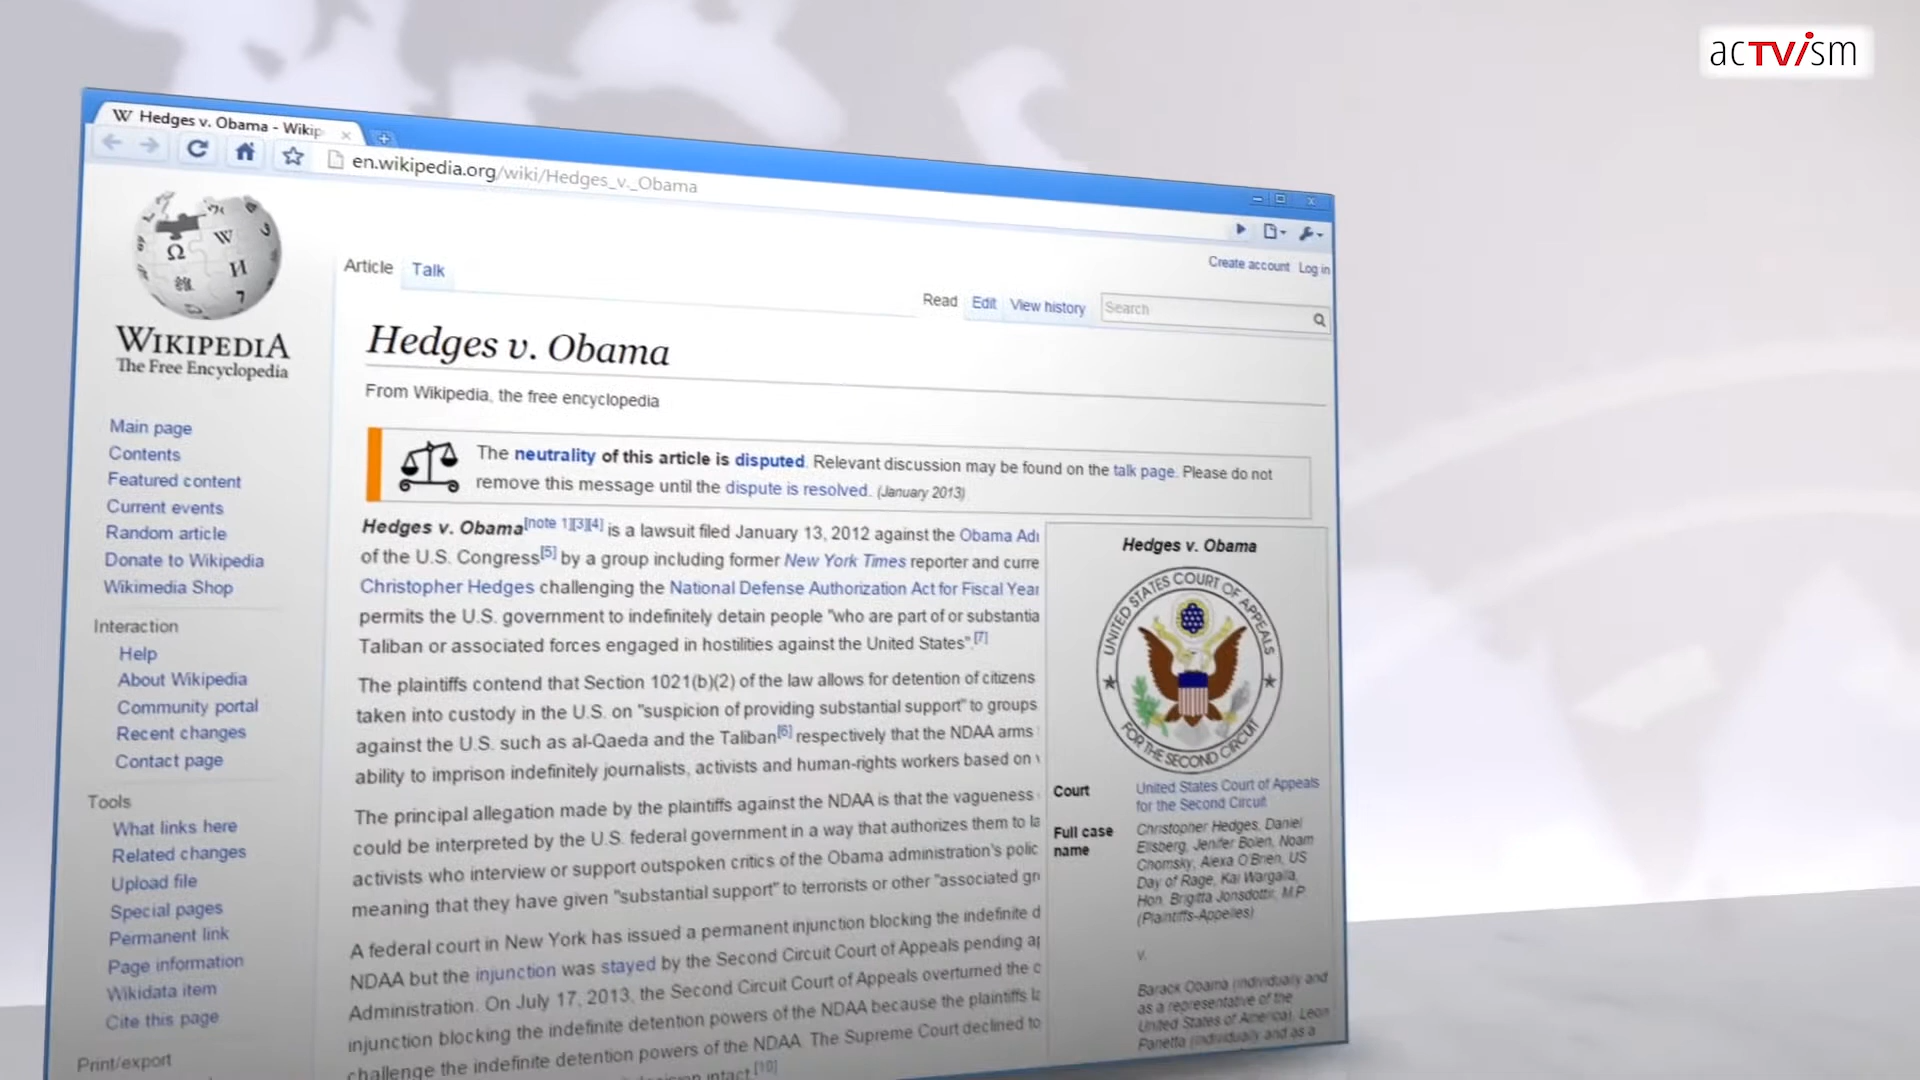 acTVism
W Hedges v. Obama - Wikip
en.wikipedia.org/wiki/Hedges_v._Obama
Create account Log in
Article Talk
Read Edit View history Search
WIKIPEDIA
The Free Encyclopedia
Main page
Contents
Featured content
Current events
Random article
Donate to Wikipedia
Wikimedia Shop
Interaction
Help
About Wikipedia
Community portal
Recent changes
Contact page
Tools
What links here
Related changes
Upload file
Special pages
Permanent link
Page information
Wikidata item
Cite this page
Print/export
Hedges v. Obama
From Wikipedia, the free encyclopedia
The neutrality of this article is disputed. Relevant discussion may be found on the talk page. Please do not
remove this message until the dispute is resolved. (January 2013)
Hedges v. Obama[note 1][3][4] is a lawsuit filed January 13, 2012 against the Obama Ad
of the U.S. Congress[5] by a group including former New York Times reporter and curre
Christopher Hedges challenging the National Defense Authorization Act for Fiscal Year
permits the U.S. government to indefinitely detain people "who are part of or substantia
Taliban or associated forces engaged in hostilities against the United States".[7]
The plaintiffs contend that Section 1021(b)(2) of the law allows for detention of citizens
taken into custody in the U.S. on "suspicion of providing substantial support" to groups
against the U.S. such as al-Qaeda and the Taliban[6] respectively that the NDAA arms
ability to imprison indefinitely journalists, activists and human-rights workers based on
The principal allegation made by the plaintiffs against the NDAA is that the vagueness
could be interpreted by the U.S. federal government in a way that authorizes them to la
activists who interview or support outspoken critics of the Obama administration's polic
meaning that they have given "substantial support" to terrorists or other "associated gr
A federal court in New York has issued a permanent injunction blocking the indefinite d
NDAA but the injunction was stayed by the Second Circuit Court of Appeals pending a
Administration. On July 17, 2013, the Second Circuit Court of Appeals overturned the
injunction blocking the indefinite detention powers of the NDAA because the plaintiffs la
challenge the indefinite detention powers of the NDAA. The Supreme Court declined to
intact.[10]
Hedges v. Obama
UNITED STATES COURT OF APPEALS
FOR THE SECOND CIRCUIT
Court United States Court of Appeals
for the Second Circuit
Full case name Christopher Hedges, Daniel
Ellsberg, Jenifer Bolen, Noam
Chomsky, Alexa O'Brien, US
Day of Rage, Kai Wargalla,
Hon. Brigitta Jonsdottir, M.P.
(Plaintiffs-Appelles)
v.
Barack Obama (individually and
as a representative of the
United States of America), Leon
Panetta (individually and as a